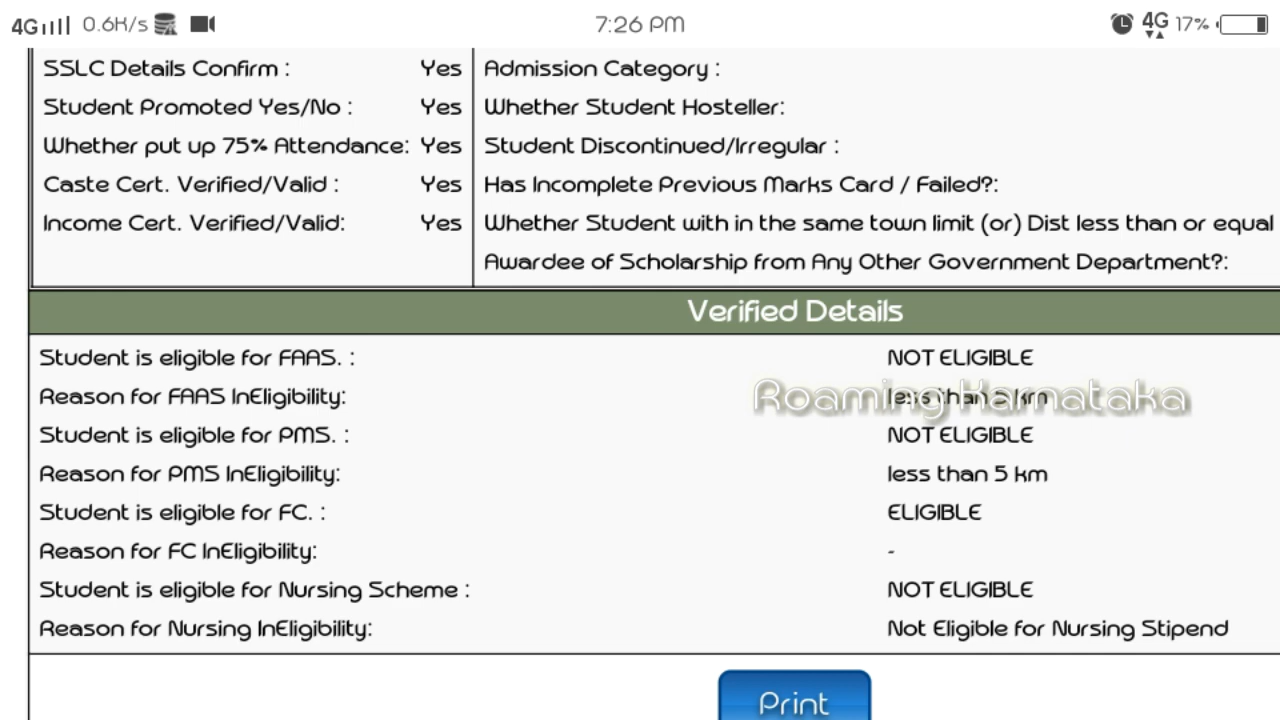 4G 0.6K/s 7:26 PM 4G 17%
SSLC Details Confirm : Yes Admission Category :
Student Promoted Yes/No : Yes Whether Student Hosteller:
Whether put up 75% Attendance: Yes Student Discontinued/Irregular :
Caste Cert. Verified/Valid : Yes Has Incomplete Previous Marks Card / Failed?:
Income Cert. Verified/Valid: Yes Whether Student with in the same town limit (or) Dist less than or equal
Awardee of Scholarship from Any Other Government Department?:
Verified Details
Student is eligible for FAAS. : NOT ELIGIBLE
Reason for FAAS InEligibility: less than 5 km
Roaming Karnataka
Student is eligible for PMS. : NOT ELIGIBLE
Reason for PMS InEligibility: less than 5 km
Student is eligible for FC. : ELIGIBLE
Reason for FC InEligibility: -
Student is eligible for Nursing Scheme : NOT ELIGIBLE
Reason for Nursing InEligibility: Not Eligible for Nursing Stipend
Print